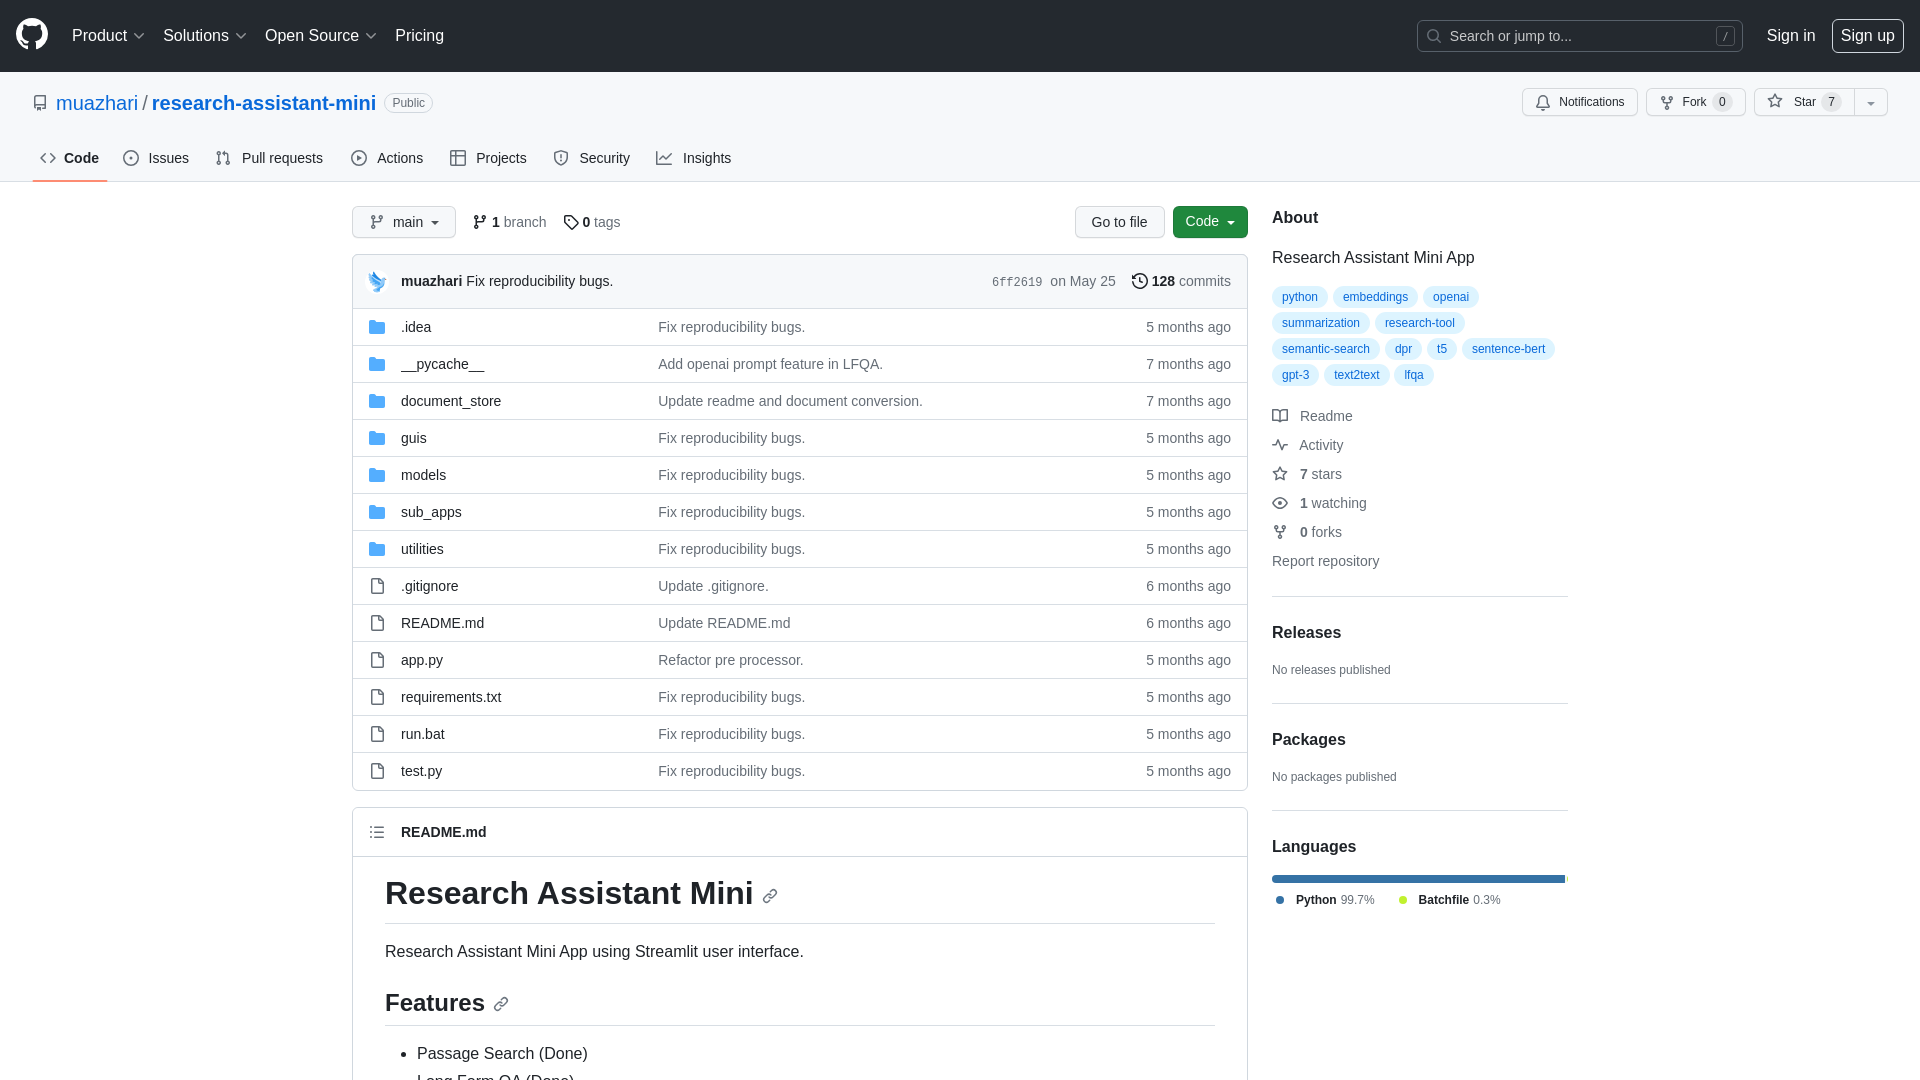 Product Solutions Open Source Pricing Search or jump to... / Sign in Sign up
muazhari / research-assistant-mini Public Notifications Fork 0 Star 7
Code Issues Pull requests Actions Projects Security Insights
main 1 branch 0 tags Go to file Code
muazhari Fix reproducibility bugs. 6ff2619 on May 25 128 commits
.idea Fix reproducibility bugs. 5 months ago
__pycache__ Add openai prompt feature in LFQA. 7 months ago
document_store Update readme and document conversion. 7 months ago
guis Fix reproducibility bugs. 5 months ago
models Fix reproducibility bugs. 5 months ago
sub_apps Fix reproducibility bugs. 5 months ago
utilities Fix reproducibility bugs. 5 months ago
.gitignore Update .gitignore. 6 months ago
README.md Update README.md 6 months ago
app.py Refactor pre processor. 5 months ago
requirements.txt Fix reproducibility bugs. 5 months ago
run.bat Fix reproducibility bugs. 5 months ago
test.py Fix reproducibility bugs. 5 months ago
README.md
Research Assistant Mini
Research Assistant Mini App using Streamlit user interface.
Features
Passage Search (Done)
Long Form QA (Done)
About
Research Assistant Mini App
python embeddings openai
summarization research-tool
semantic-search dpr t5 sentence-bert
gpt-3 text2text lfqa
Readme
Activity
7 stars
1 watching
0 forks
Report repository
Releases
No releases published
Packages
No packages published
Languages
Python 99.7% Batchfile 0.3%